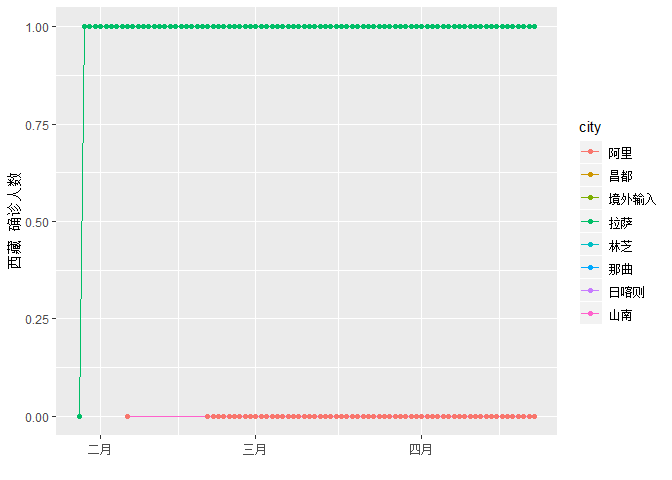 1.00
0.75
0.50
0.25
0.00
西藏 确诊人数
二月
三月
四月
city
阿里
昌都
境外输入
拉萨
林芝
那曲
日喀则
山南